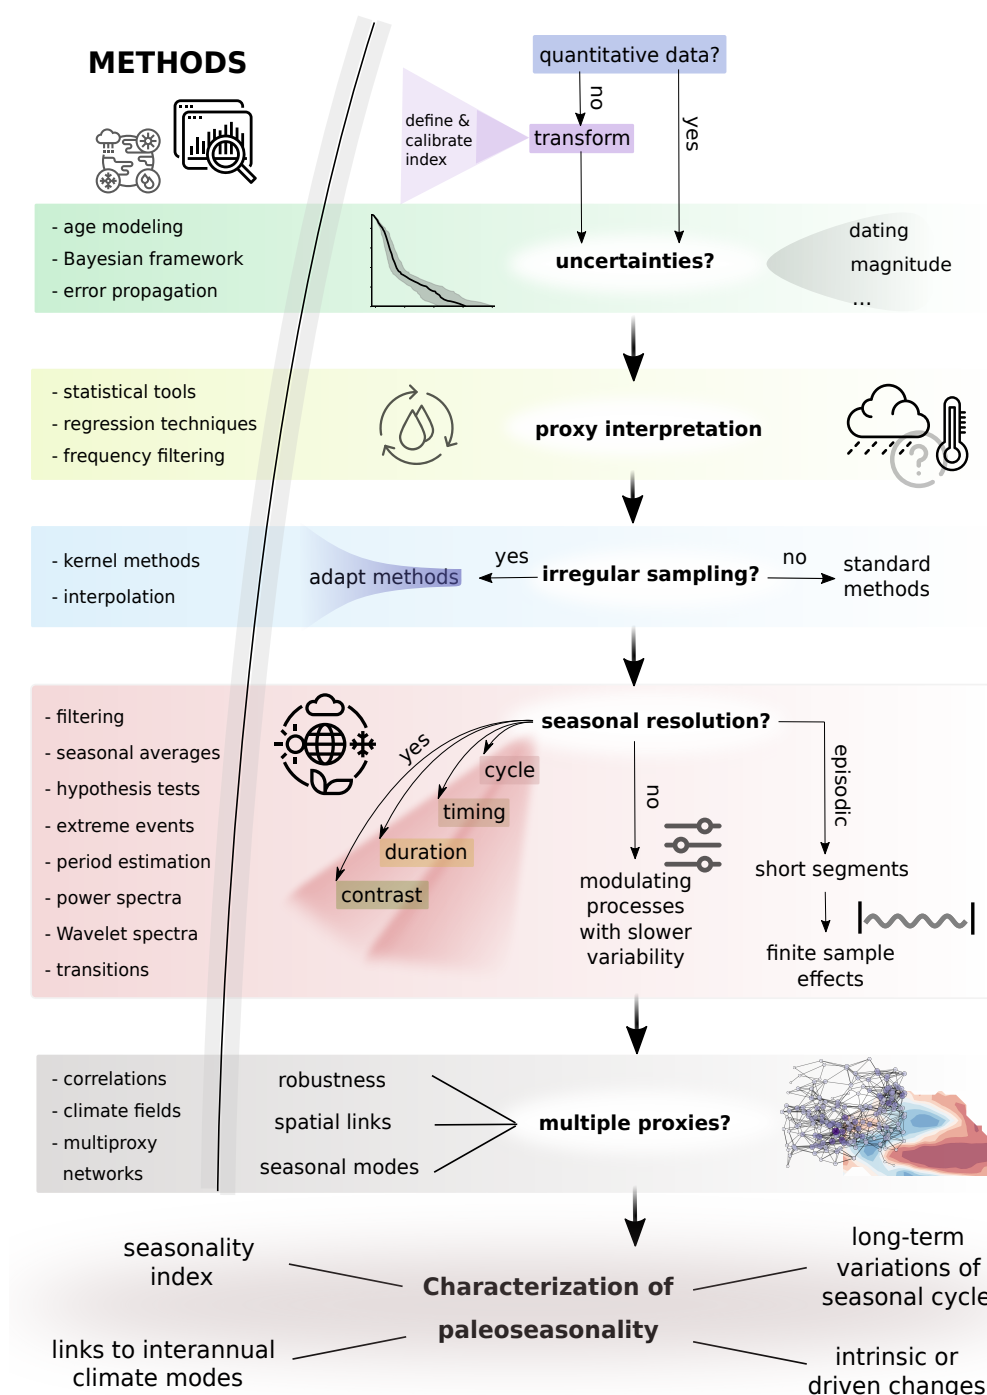 METHODS
quantitative data?
no
yes
define &
calibrate
index
transform
- age modeling
- Bayesian framework
- error propagation
uncertainties?
dating
magnitude
...
- statistical tools
- regression techniques
- frequency filtering
proxy interpretation
?
- kernel methods
- interpolation
adapt methods
yes
irregular sampling?
no
standard
methods
- filtering
- seasonal averages
- hypothesis tests
- extreme events
- period estimation
- power spectra
- Wavelet spectra
- transitions
seasonal resolution?
yes
cycle
timing
duration
contrast
no
modulating
processes
with slower
variability
episodic
short segments
finite sample
effects
- correlations
- climate fields
- multiproxy
networks
robustness
spatial links
seasonal modes
multiple proxies?
seasonality
index
links to interannual
climate modes
Characterization of
paleoseasonality
long-term
variations of
seasonal cycle
intrinsic or
driven changes